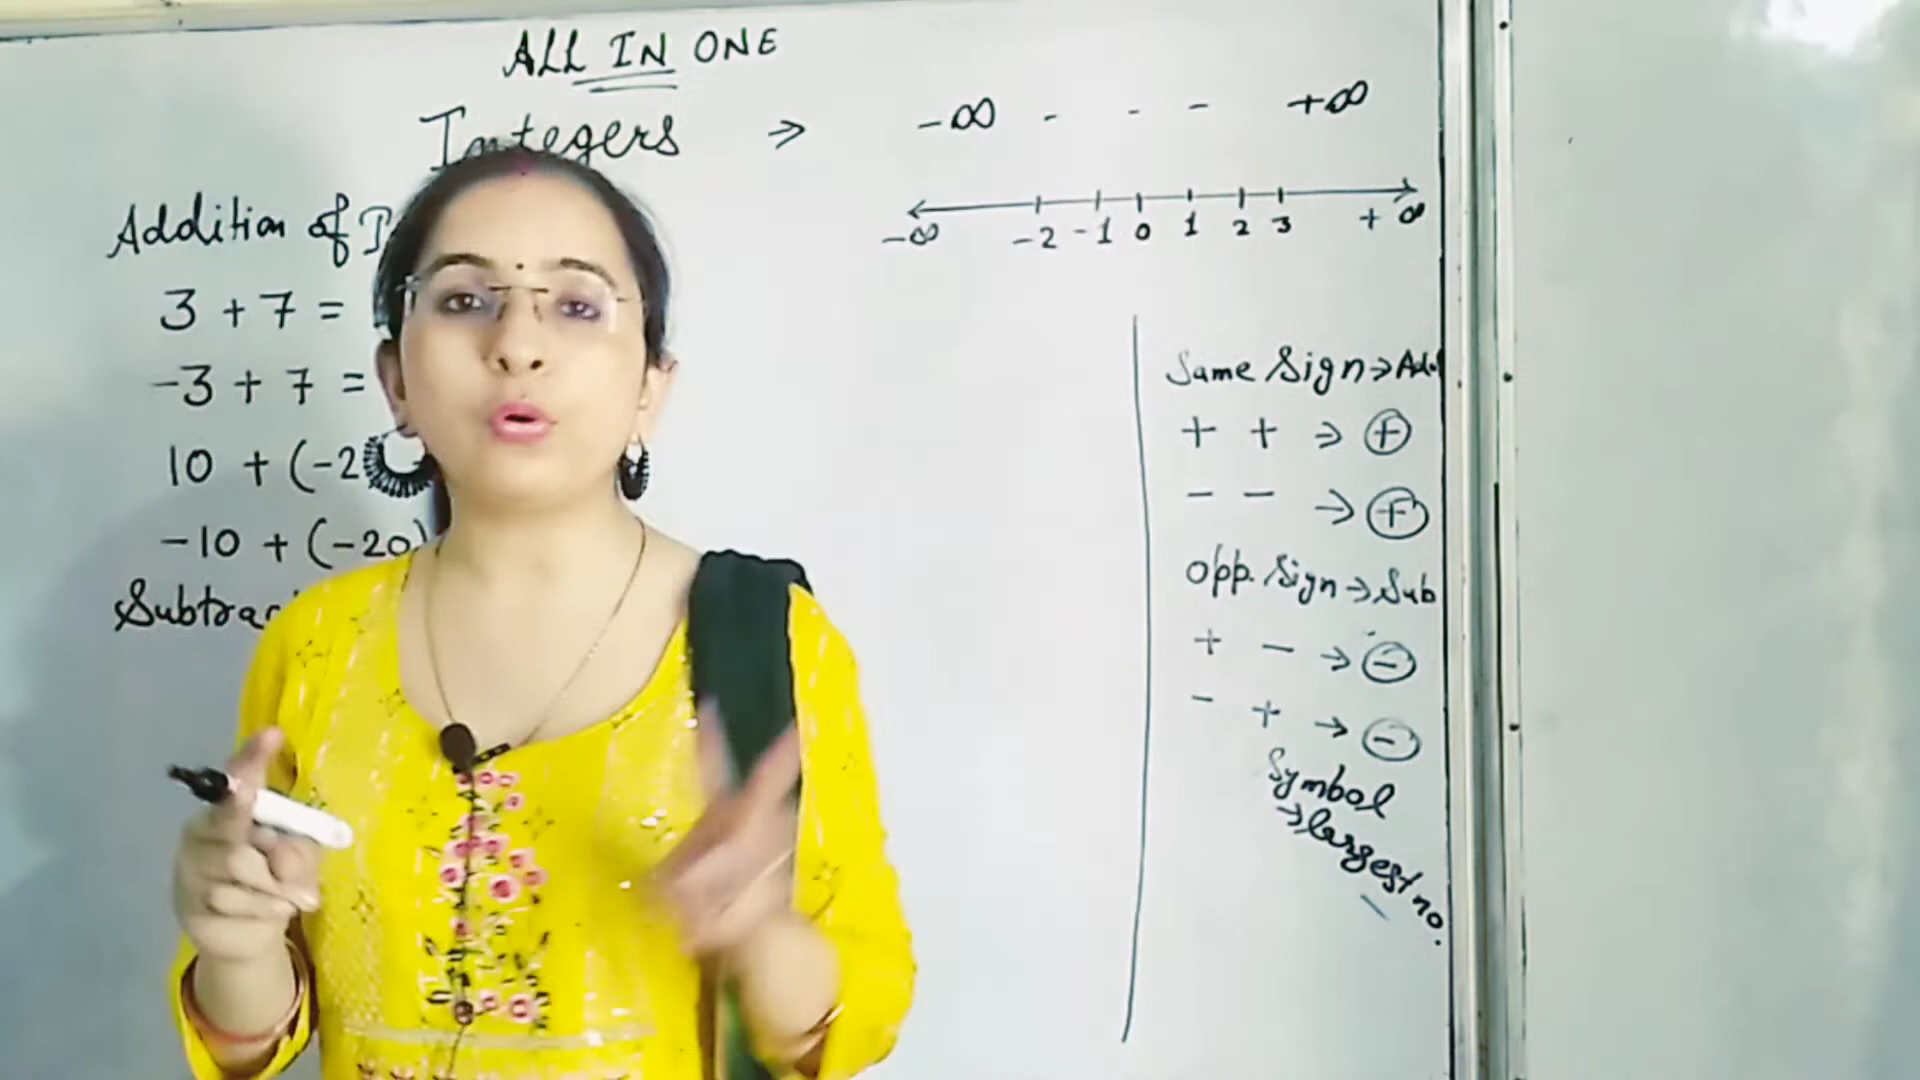 ALL IN ONE
Integers ⇒ -∞ - - - +∞
-∞ -2 -1 0 1 2 3 +∞
Addition of
3 + 7 =
-3 + 7 =
10 + (-2
-10 + (-20)
Same Sign → Add
+ + ⇒ +
- - → +
Opp. Sign → Sub
+ - → -
- + → -
Symbol
→ largest no.